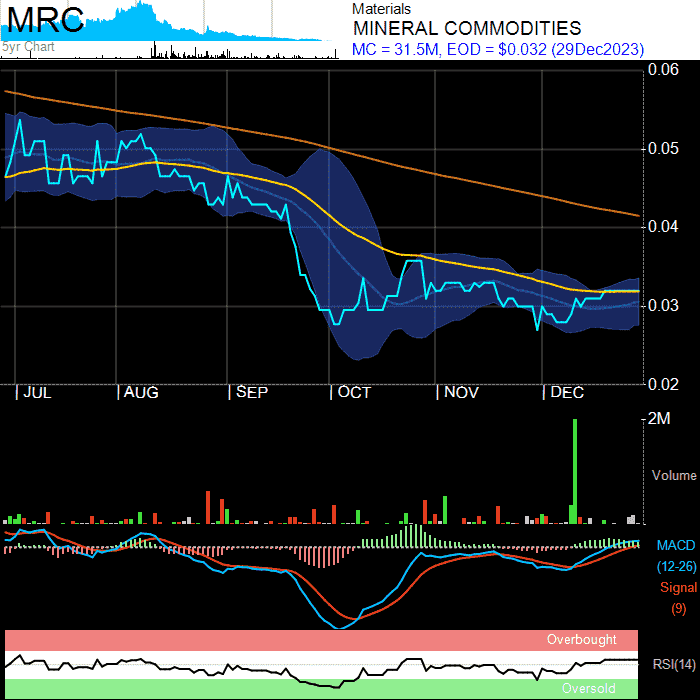 MRC
5yr Chart
Materials
MINERAL COMMODITIES
MC = 31.5M, EOD = $0.032 (29Dec2023)
0.06
0.05
0.04
0.03
0.02
| JUL | AUG | SEP | OCT | NOV | DEC
2M
Volume
MACD
(12-26)
Signal
(9)
Overbought
RSI(14)
Oversold